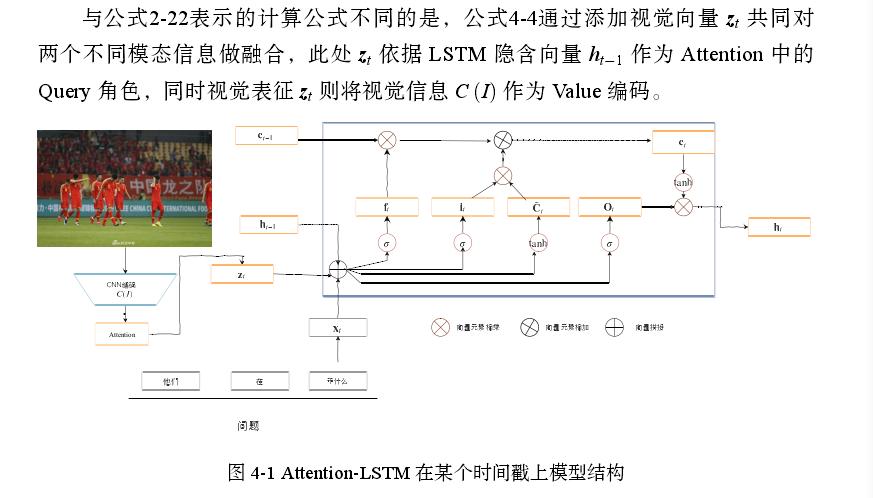 与公式2-22表示的计算公式不同的是，公式4-4通过添加视觉向量 z_t 共同对
两个不同模态信息做融合，此处 z_t 依据 LSTM 隐含向量 h_{t−1} 作为 Attention 中的
Query 角色，同时视觉表征 z_t 则将视觉信息 C (I) 作为 Value 编码。
c_{t−1}
c_t
tanh
中国龙之队
f_t
i_t
C̃_t
O_t
h_{t−1}
h_t
σ
σ
tanh
σ
z_t
CNN编码
C(I)
Attention
x_t
向量元素相乘
向量元素相加
向量拼接
他们
在
干什么
问题
图 4-1 Attention-LSTM 在某个时间戳上模型结构